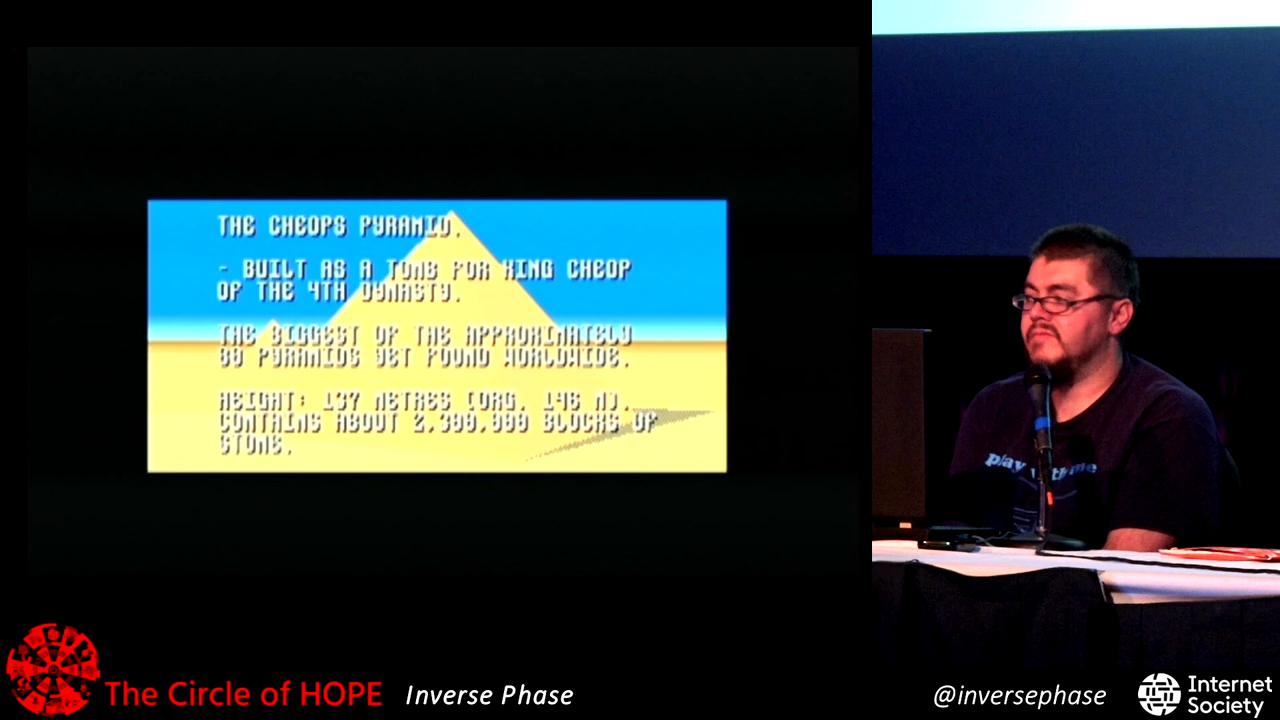 THE CHEOPS PYRAMID.
- BUILT AS A TOMB FOR KING CHEOP
OF THE 4TH DYNASTY.
THE BIGGEST OF THE APPROXIMATELY
80 PYRAMIDS YET FOUND WORLDWIDE.
HEIGHT: 137 METRES (ORG. 146 M).
CONTAINS ABOUT 2,300,000 BLOCKS OF
STONE.
play me
The Circle of HOPE
Inverse Phase
@inversephase
Internet
Society